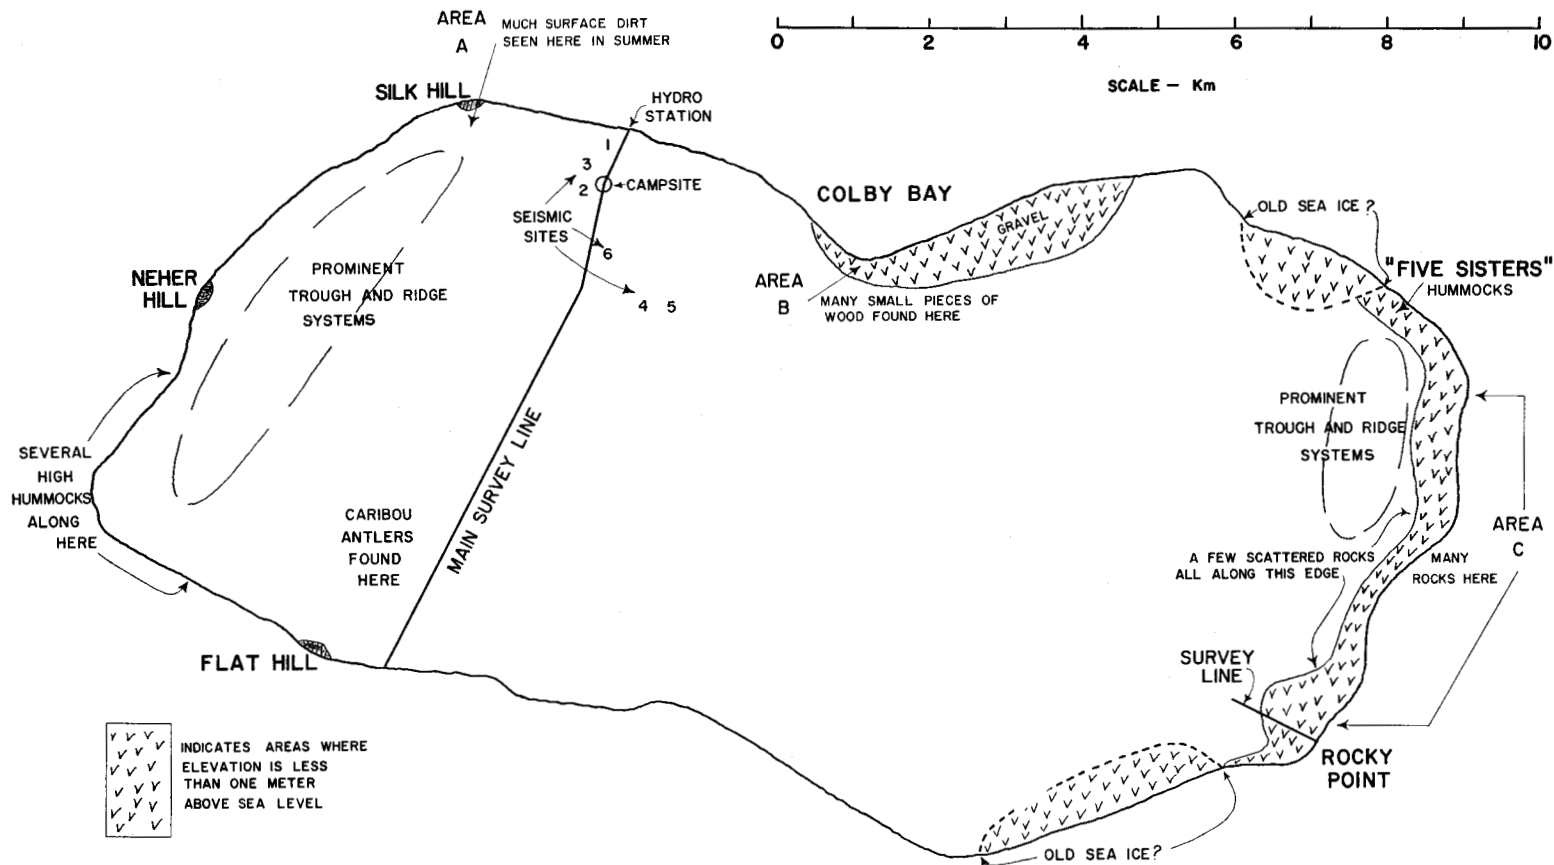 AREA
A
MUCH SURFACE DIRT
SEEN HERE IN SUMMER
0 2 4 6 8 10
SCALE – Km
SILK HILL
HYDRO
STATION
1
3
2
CAMPSITE
SEISMIC
SITES
6
4 5
COLBY BAY
GRAVEL
AREA
B
MANY SMALL PIECES OF
WOOD FOUND HERE
OLD SEA ICE?
"FIVE SISTERS"
HUMMOCKS
NEHER
HILL
PROMINENT
TROUGH AND RIDGE
SYSTEMS
PROMINENT
TROUGH AND RIDGE
SYSTEMS
SEVERAL
HIGH
HUMMOCKS
ALONG
HERE
MAIN SURVEY LINE
CARIBOU
ANTLERS
FOUND
HERE
AREA
C
A FEW SCATTERED ROCKS
ALL ALONG THIS EDGE
MANY
ROCKS HERE
FLAT HILL
SURVEY
LINE
ROCKY
POINT
INDICATES AREAS WHERE
ELEVATION IS LESS
THAN ONE METER
ABOVE SEA LEVEL
OLD SEA ICE?